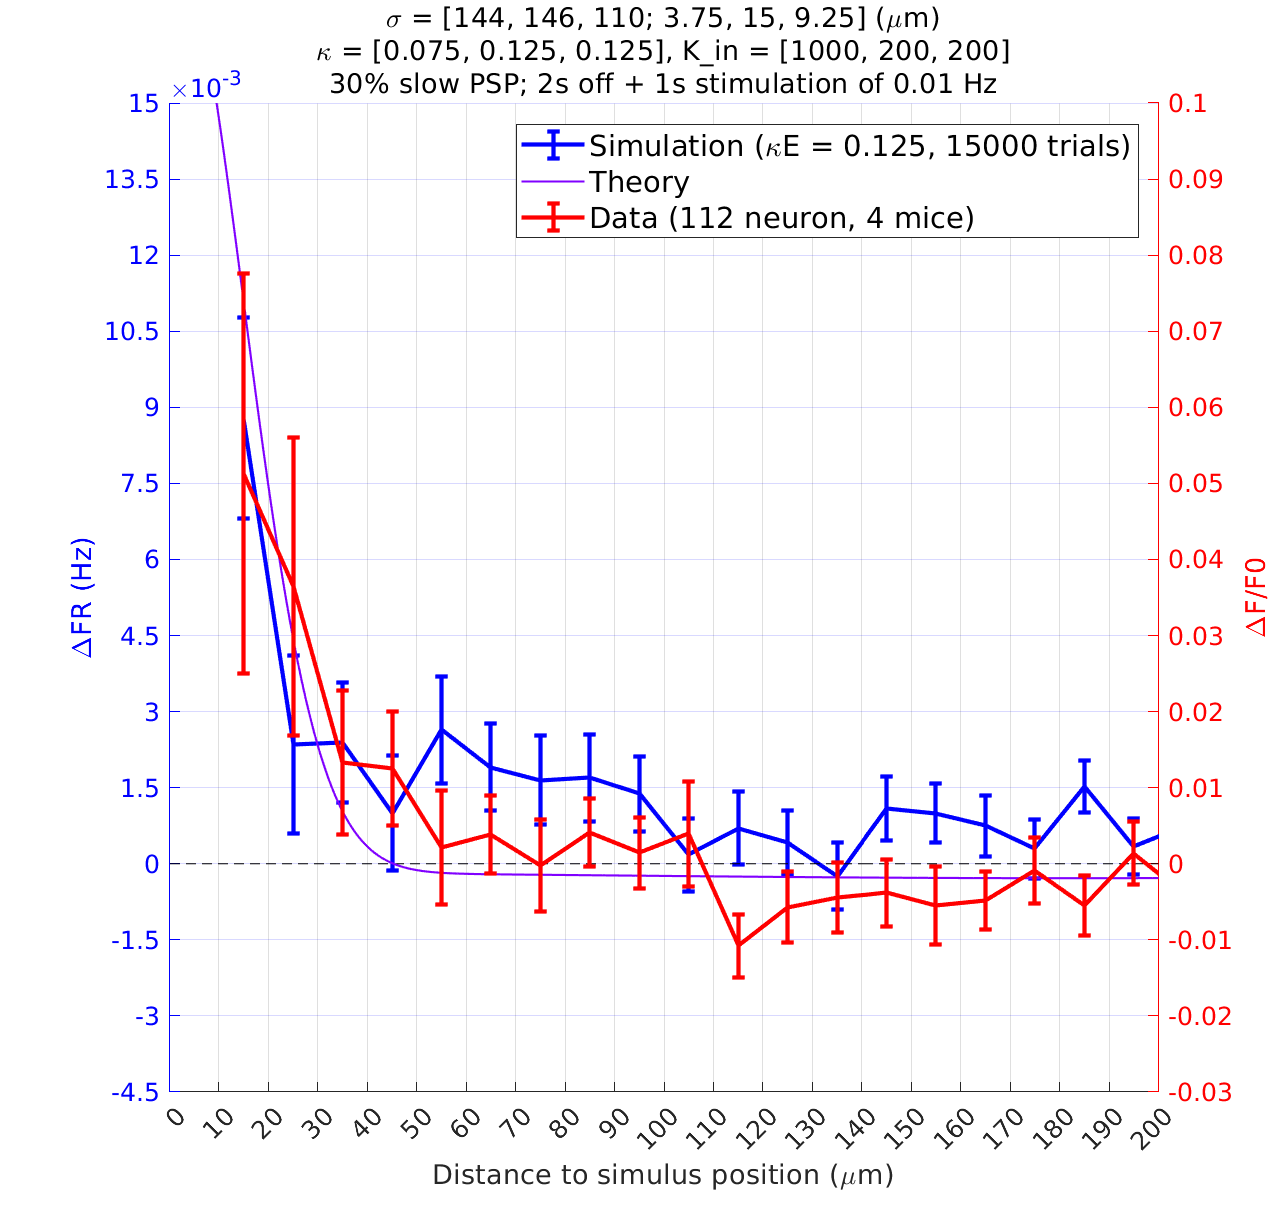 σ = [144, 146, 110; 3.75, 15, 9.25] (μm)
κ = [0.075, 0.125, 0.125], K_in = [1000, 200, 200]
30% slow PSP; 2s off + 1s stimulation of 0.01 Hz
×10⁻³
15
13.5
12
10.5
9
7.5
6
4.5
3
1.5
0
-1.5
-3
-4.5
ΔFR (Hz)
Simulation (κE = 0.125, 15000 trials)
Theory
Data (112 neuron, 4 mice)
0.1
0.09
0.08
0.07
0.06
0.05
0.04
0.03
0.02
0.01
0
-0.01
-0.02
-0.03
ΔF/F0
0 10 20 30 40 50 60 70 80 90 100 110 120 130 140 150 160 170 180 190 200
Distance to simulus position (μm)